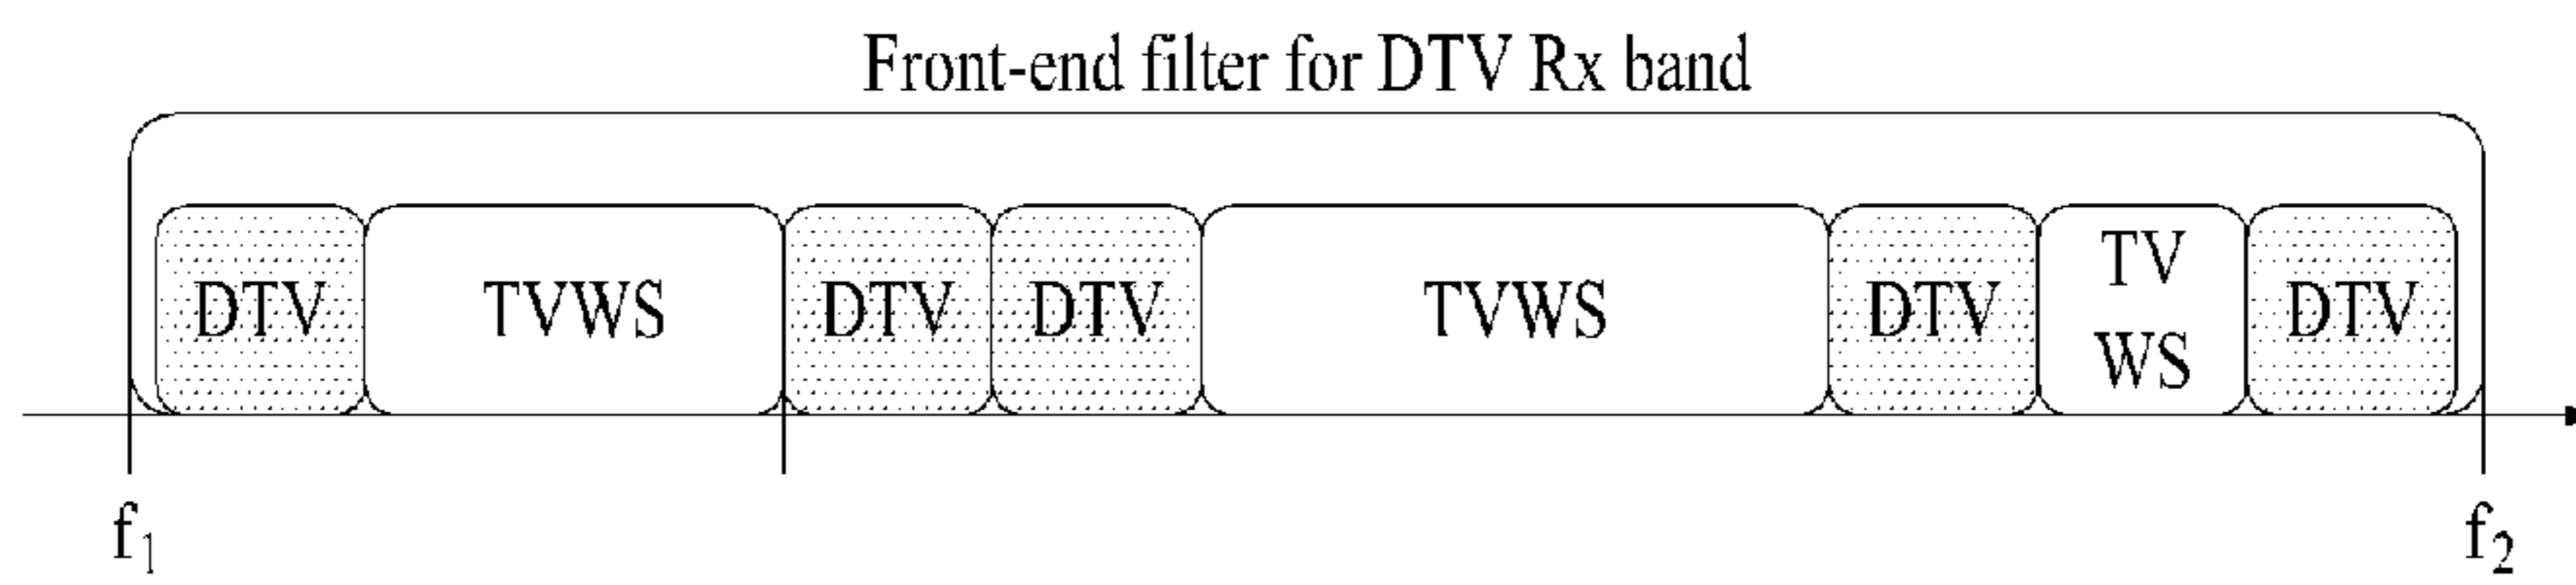 Front-end filter for DTV Rx band
DTV TVWS DTV DTV TVWS DTV TV WS DTV
f₁ f₂